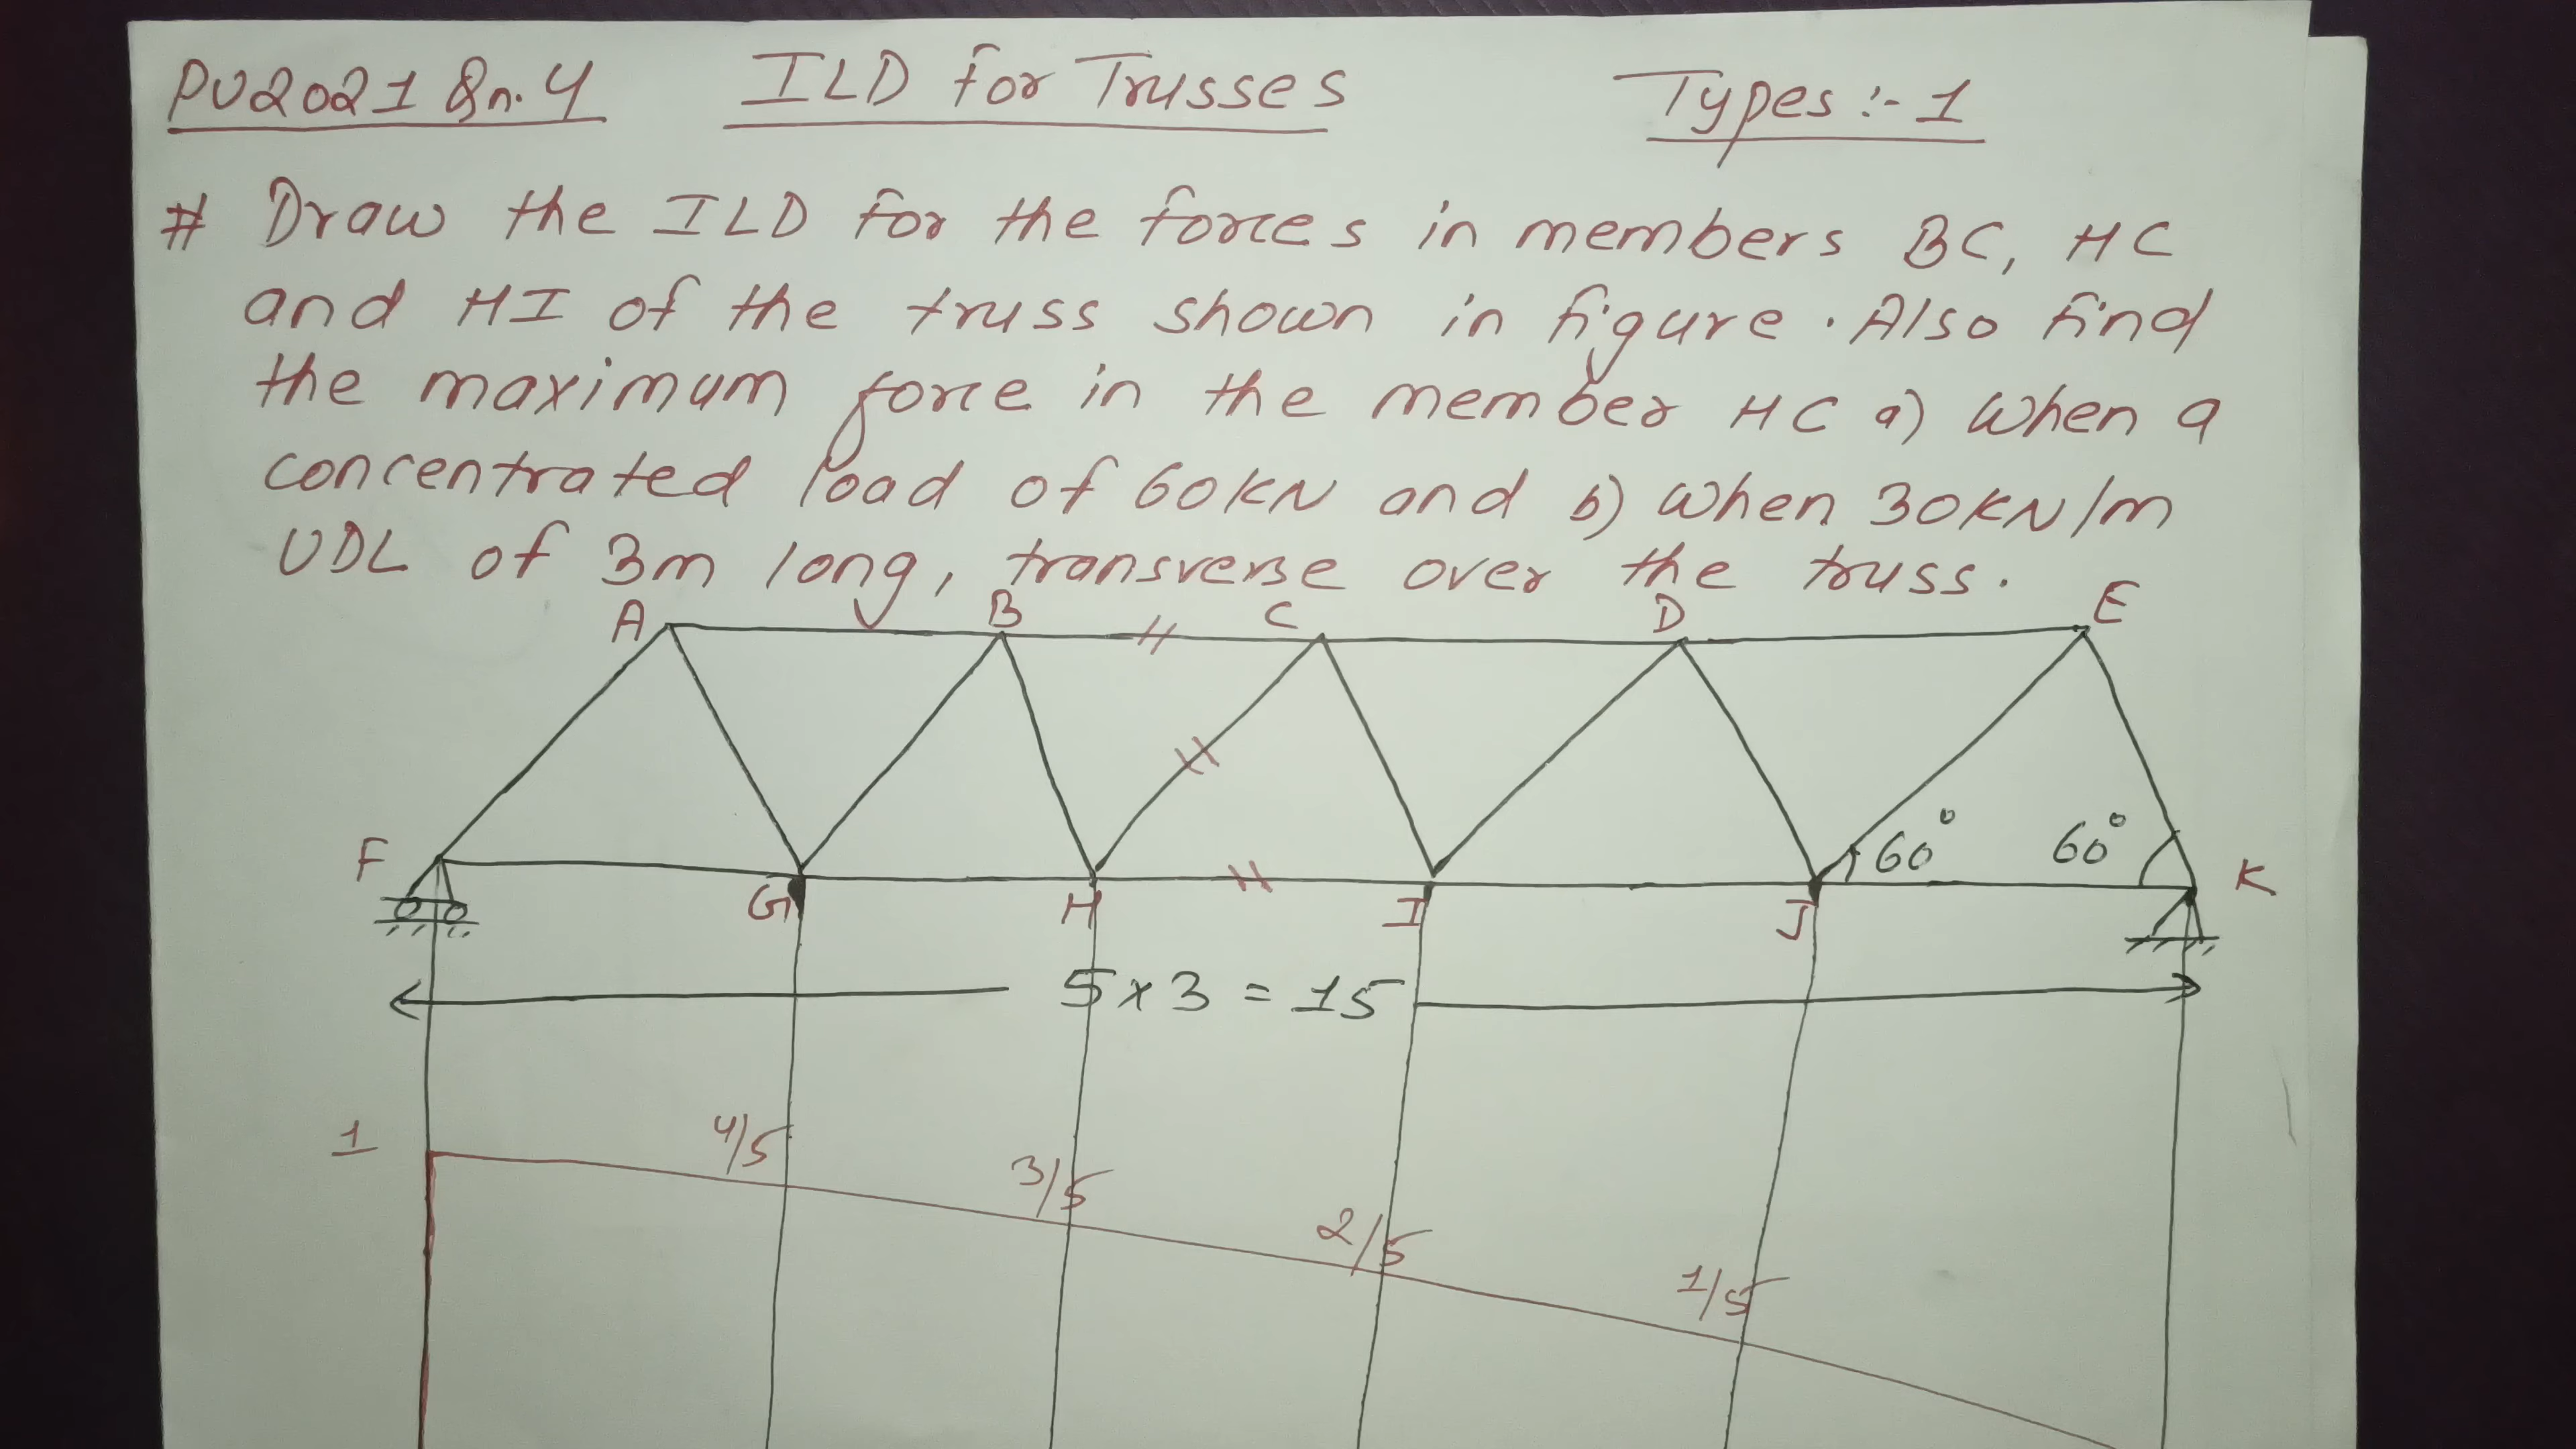 PU2021 Qn.4 ILD for Trusses Types :- 1
# Draw the ILD for the forces in members BC, HC
and HI of the truss shown in figure. Also find
the maximum force in the member HC a) When a
concentrated load of 60KN and b) when 30KN/m
UDL of 3m long, transverse over the truss.
A B C D E
F 60° 60° K
G H I J
5 x 3 = 15
1 4/5 3/5 2/5 1/5